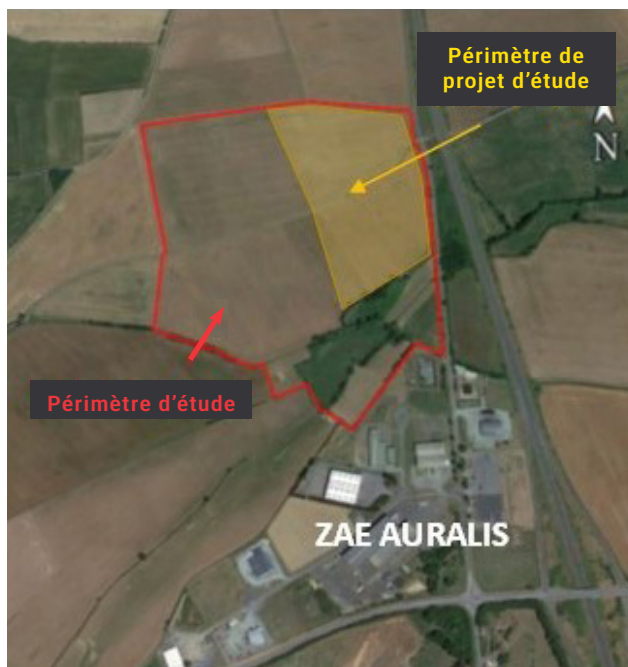 Périmètre de
projet d'étude
N
Périmètre d'étude
ZAE AURALIS